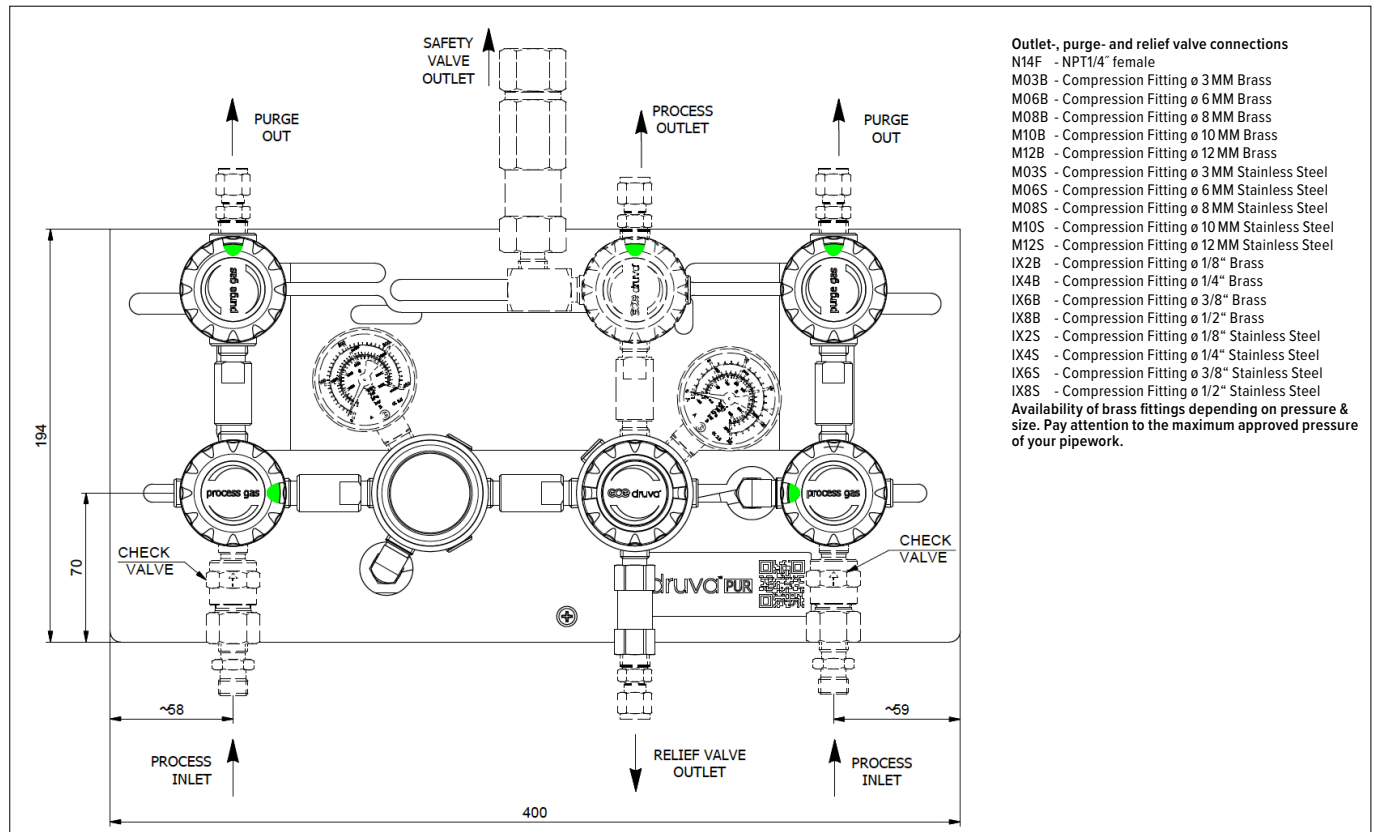 SAFETY
VALVE
OUTLET
PURGE
OUT
PROCESS
OUTLET
PURGE
OUT
purge gas
druva
purge gas
194
process gas
ece druva
process gas
70
CHECK
VALVE
CHECK
VALVE
druva PUR
~58
~59
PROCESS
INLET
RELIEF VALVE
OUTLET
PROCESS
INLET
400
Outlet-, purge- and relief valve connections
N14F - NPT1/4˝ female
M03B - Compression Fitting ø 3 MM Brass
M06B - Compression Fitting ø 6 MM Brass
M08B - Compression Fitting ø 8 MM Brass
M10B - Compression Fitting ø 10 MM Brass
M12B - Compression Fitting ø 12 MM Brass
M03S - Compression Fitting ø 3 MM Stainless Steel
M06S - Compression Fitting ø 6 MM Stainless Steel
M08S - Compression Fitting ø 8 MM Stainless Steel
M10S - Compression Fitting ø 10 MM Stainless Steel
M12S - Compression Fitting ø 12 MM Stainless Steel
IX2B - Compression Fitting ø 1/8“ Brass
IX4B - Compression Fitting ø 1/4“ Brass
IX6B - Compression Fitting ø 3/8“ Brass
IX8B - Compression Fitting ø 1/2“ Brass
IX2S - Compression Fitting ø 1/8“ Stainless Steel
IX4S - Compression Fitting ø 1/4“ Stainless Steel
IX6S - Compression Fitting ø 3/8“ Stainless Steel
IX8S - Compression Fitting ø 1/2“ Stainless Steel
Availability of brass fittings depending on pressure &
size. Pay attention to the maximum approved pressure
of your pipework.